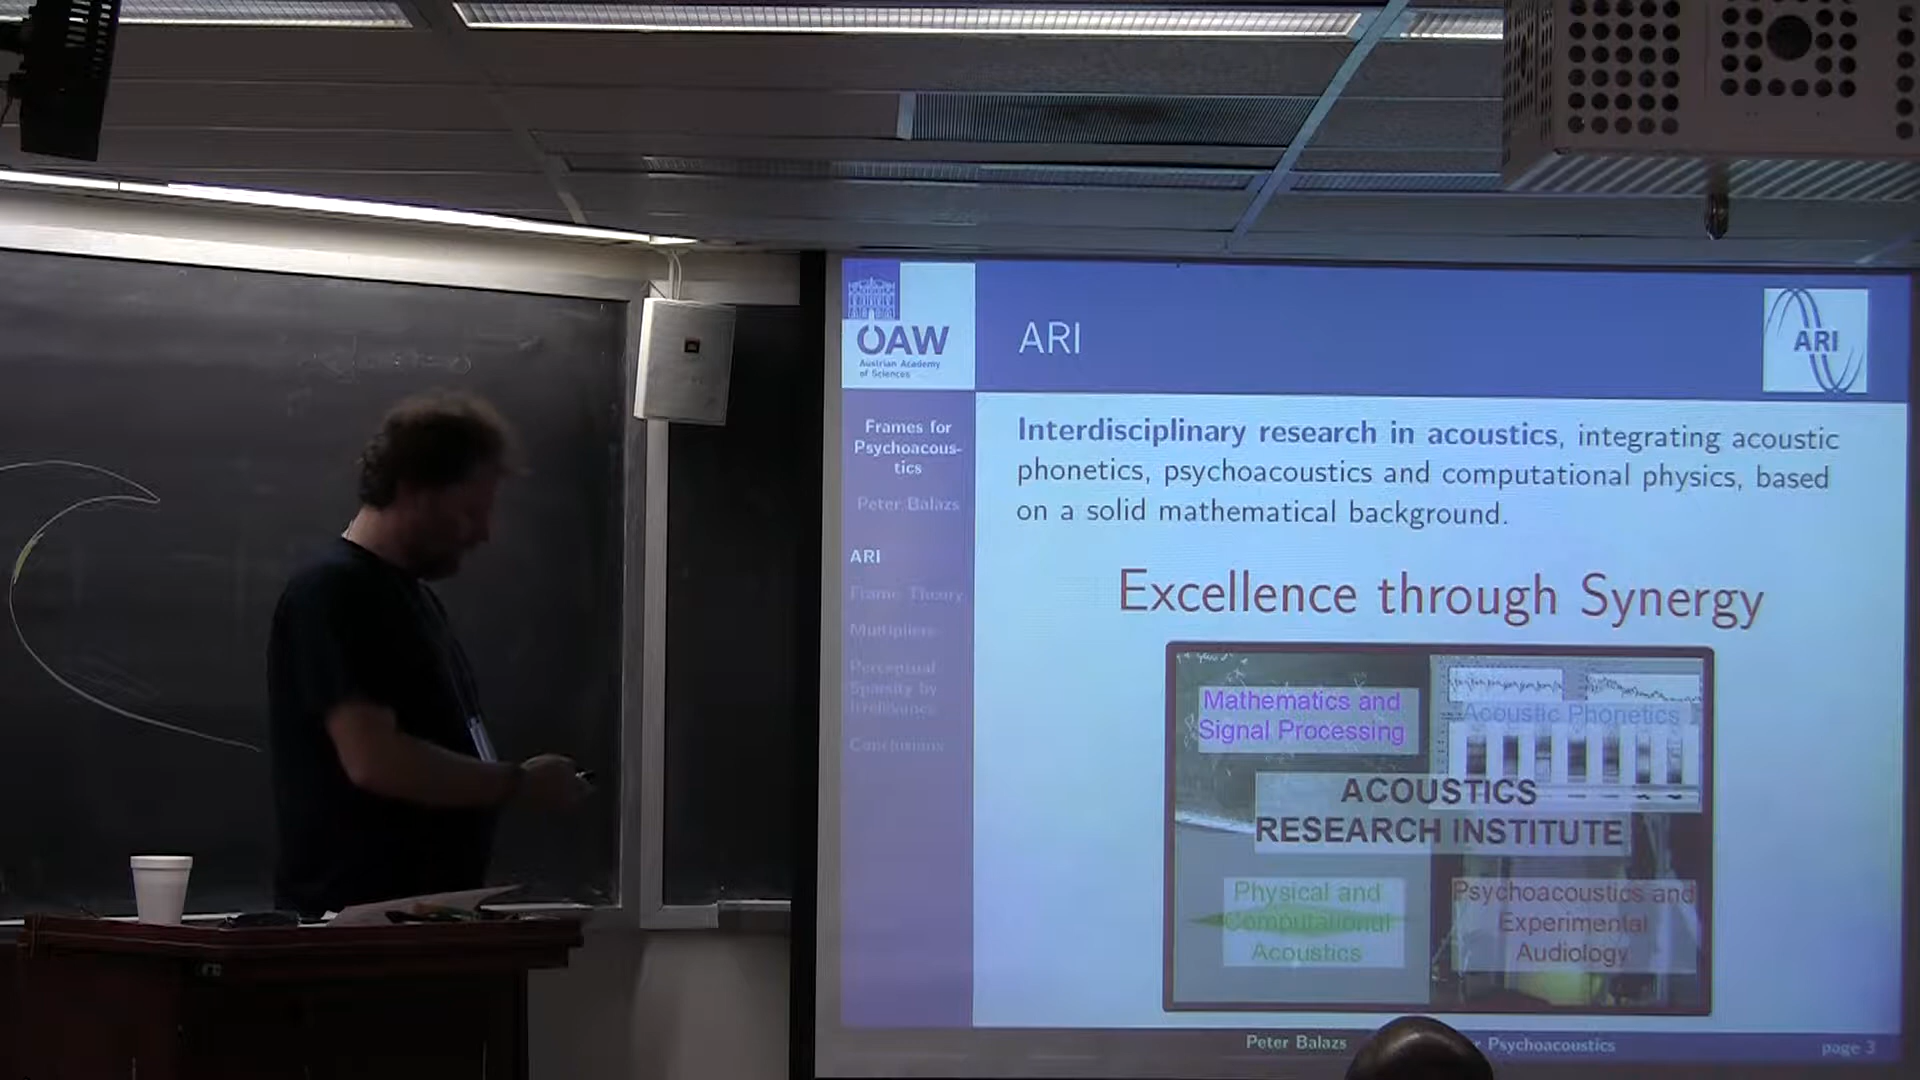 ÖAW
Austrian Academy
of Sciences
ARI
ARI
Frames for
Psychoacous-
tics
Peter Balazs
ARI
Frame Theory
Multipliers
Perceptual
Sparsity by
Irrelevance
Conclusions
Interdisciplinary research in acoustics, integrating acoustic
phonetics, psychoacoustics and computational physics, based
on a solid mathematical background.
Excellence through Synergy
Mathematics and
Signal Processing
Acoustic Phonetics
ACOUSTICS
RESEARCH INSTITUTE
Physical and
Computational
Acoustics
Psychoacoustics and
Experimental
Audiology
Peter Balazs
Psychoacoustics
page 3